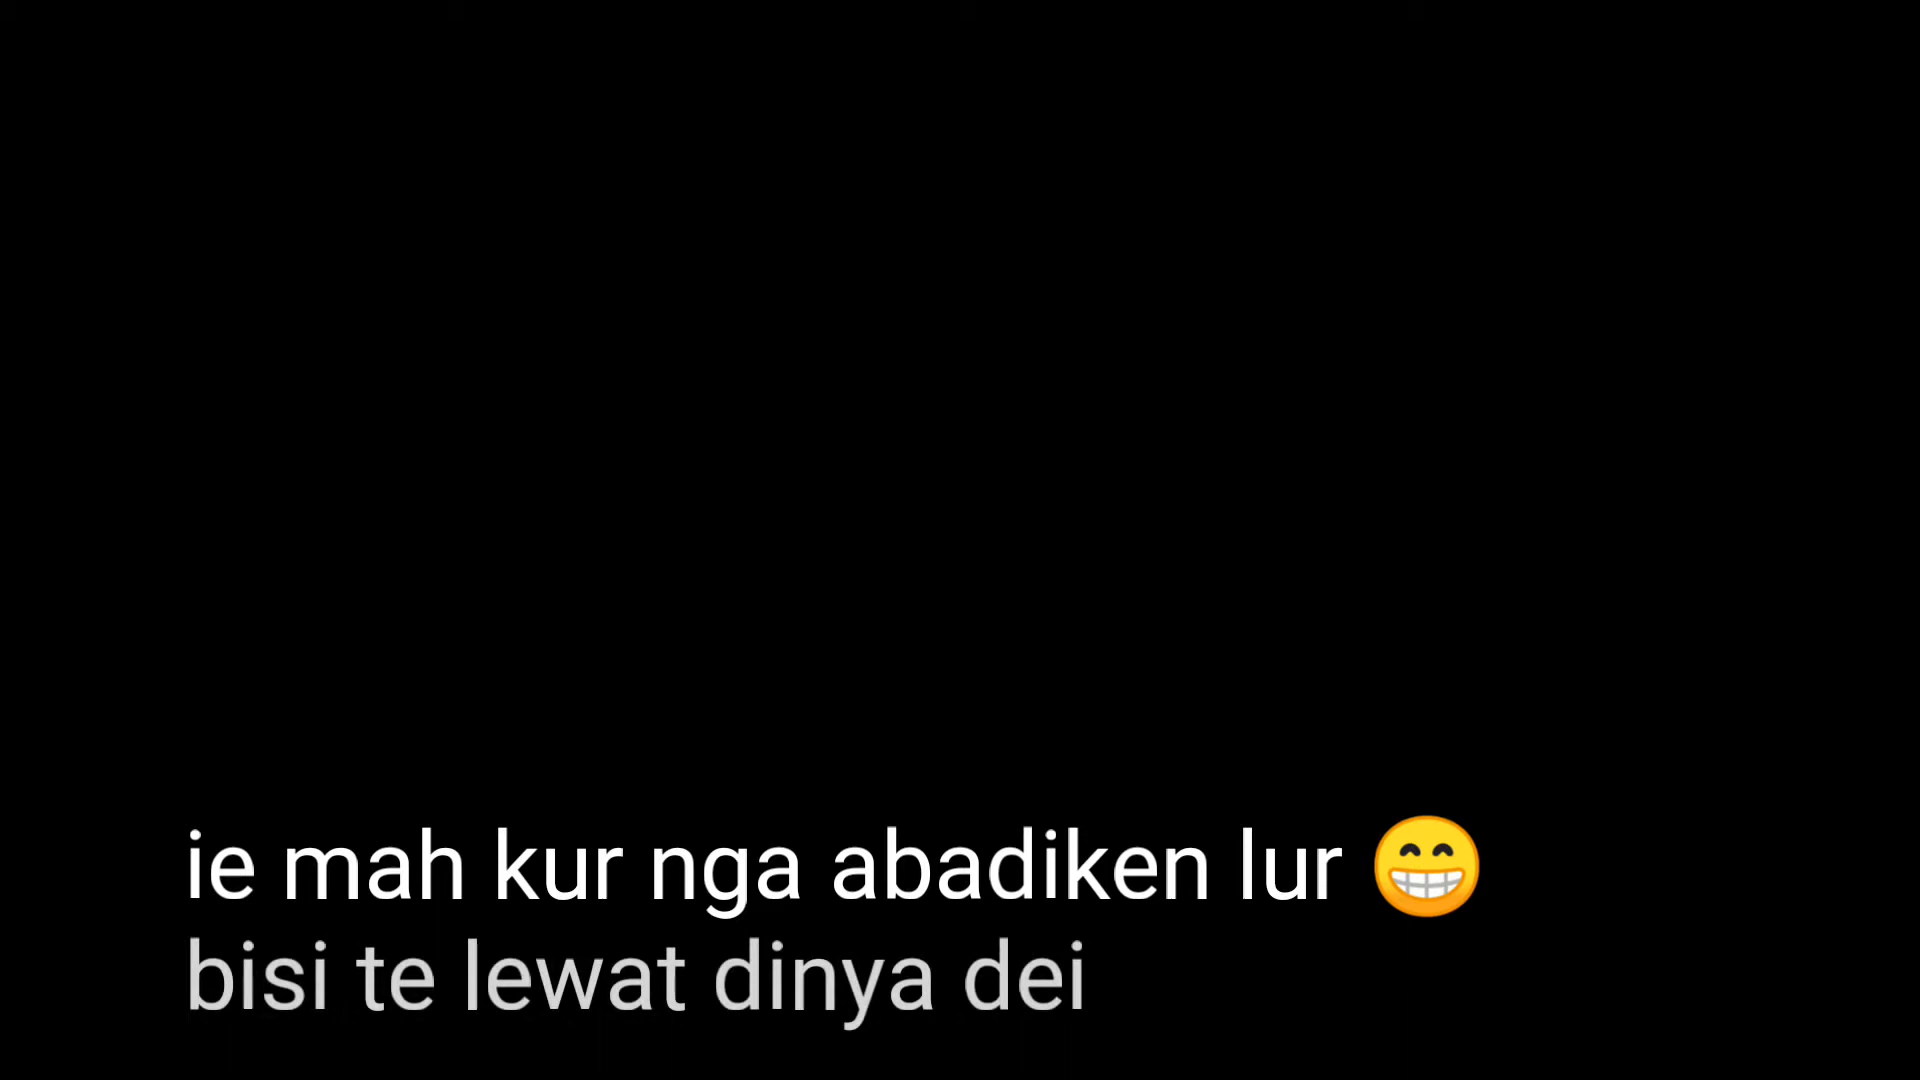 ie mah kur nga abadiken lur 😁
bisi te lewat dinya dei